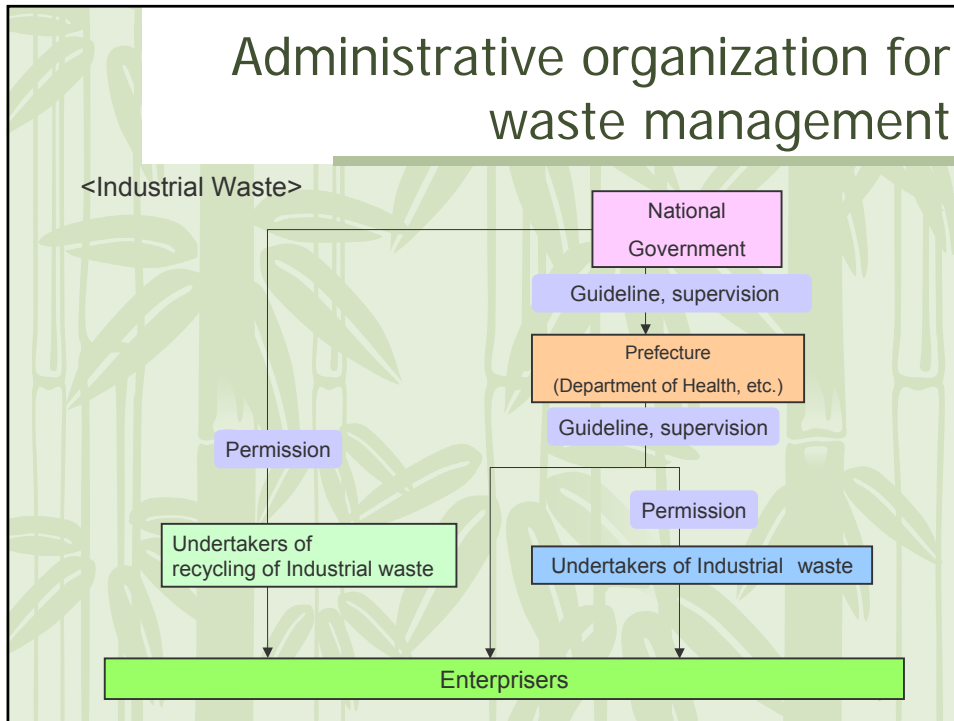 Administrative organization for
waste management
<Industrial Waste>
National
Government
Guideline, supervision
Prefecture
(Department of Health, etc.)
Guideline, supervision
Permission
Permission
Undertakers of
recycling of Industrial waste
Undertakers of Industrial waste
Enterprisers